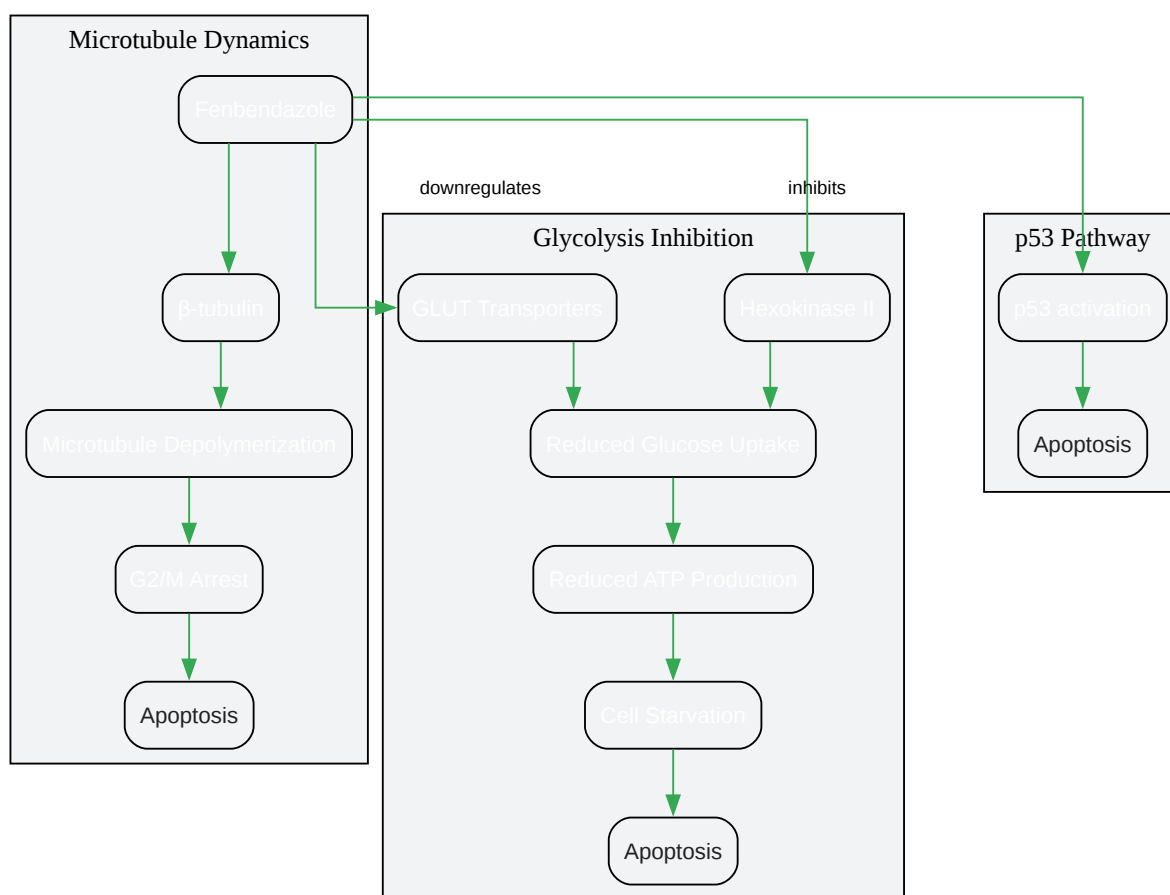 Microtubule Dynamics
Fenbendazole
downregulates
inhibits
Glycolysis Inhibition
p53 Pathway
β-tubulin
GLUT Transporters
Hexokinase II
p53 activation
Microtubule Depolymerization
Reduced Glucose Uptake
Apoptosis
G2/M Arrest
Reduced ATP Production
Apoptosis
Cell Starvation
Apoptosis